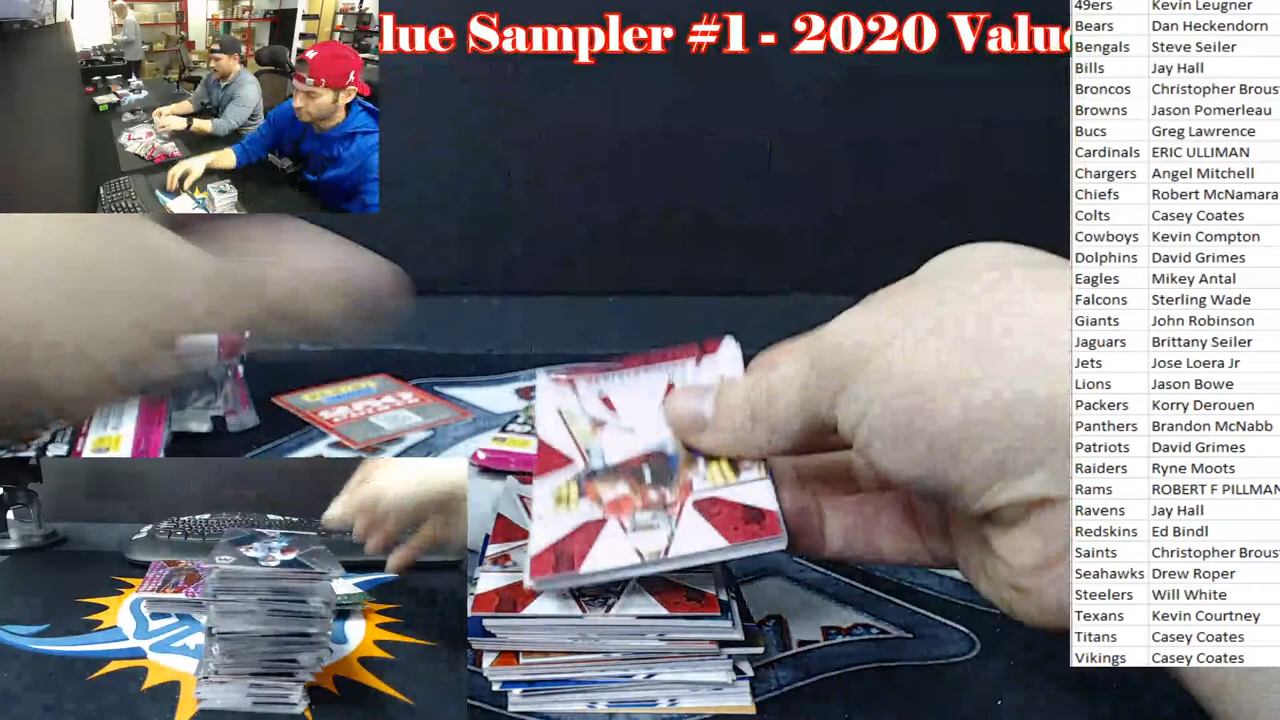 lue Sampler #1 - 2020 Valu
49ers Kevin Leugner
Bears Dan Heckendorn
Bengals Steve Seiler
Bills Jay Hall
Broncos Christopher Brous
Browns Jason Pomerleau
Bucs Greg Lawrence
Cardinals ERIC ULLIMAN
Chargers Angel Mitchell
Chiefs Robert McNamara
Colts Casey Coates
Cowboys Kevin Compton
Dolphins David Grimes
Eagles Mikey Antal
Falcons Sterling Wade
Giants John Robinson
Jaguars Brittany Seiler
Jets Jose Loera Jr
Lions Jason Bowe
Packers Korry Derouen
Panthers Brandon McNabb
Patriots David Grimes
Raiders Ryne Moots
Rams ROBERT F PILLMAN
Ravens Jay Hall
Redskins Ed Bindl
Saints Christopher Brous
Seahawks Drew Roper
Steelers Will White
Texans Kevin Courtney
Titans Casey Coates
Vikings Casey Coates